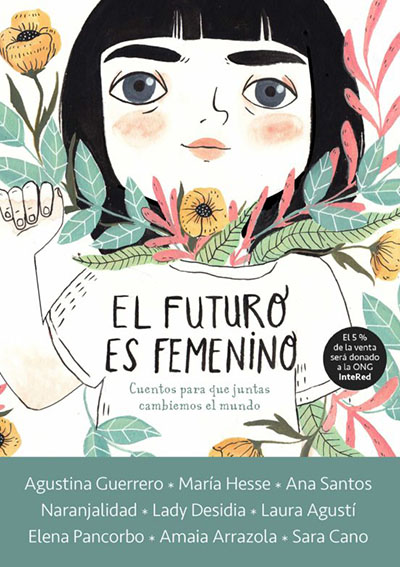 EL FUTURO
ES FEMENINO
Cuentos para que juntas
cambiemos el mundo
El 5 %
de la venta
será donado
a la ONG
InteRed
Agustina Guerrero * María Hesse * Ana Santos
Naranjalidad * Lady Desidia * Laura Agustí
Elena Pancorbo * Amaia Arrazola * Sara Cano